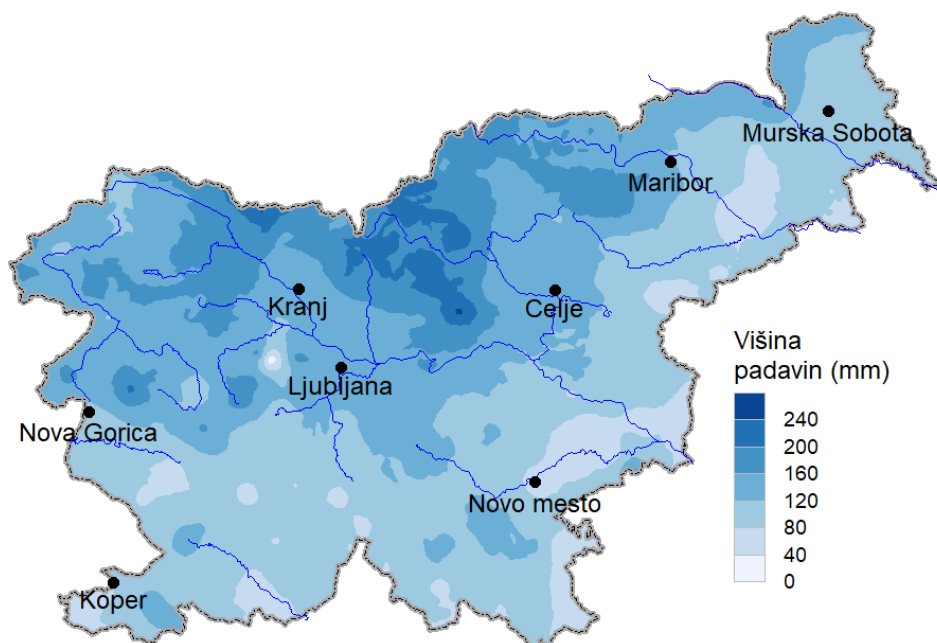 Murska Sobota
Maribor
Kranj
Celje
Ljubljana
Nova Gorica
Novo mesto
Koper
Višina
padavin (mm)
240
200
160
120
80
40
0